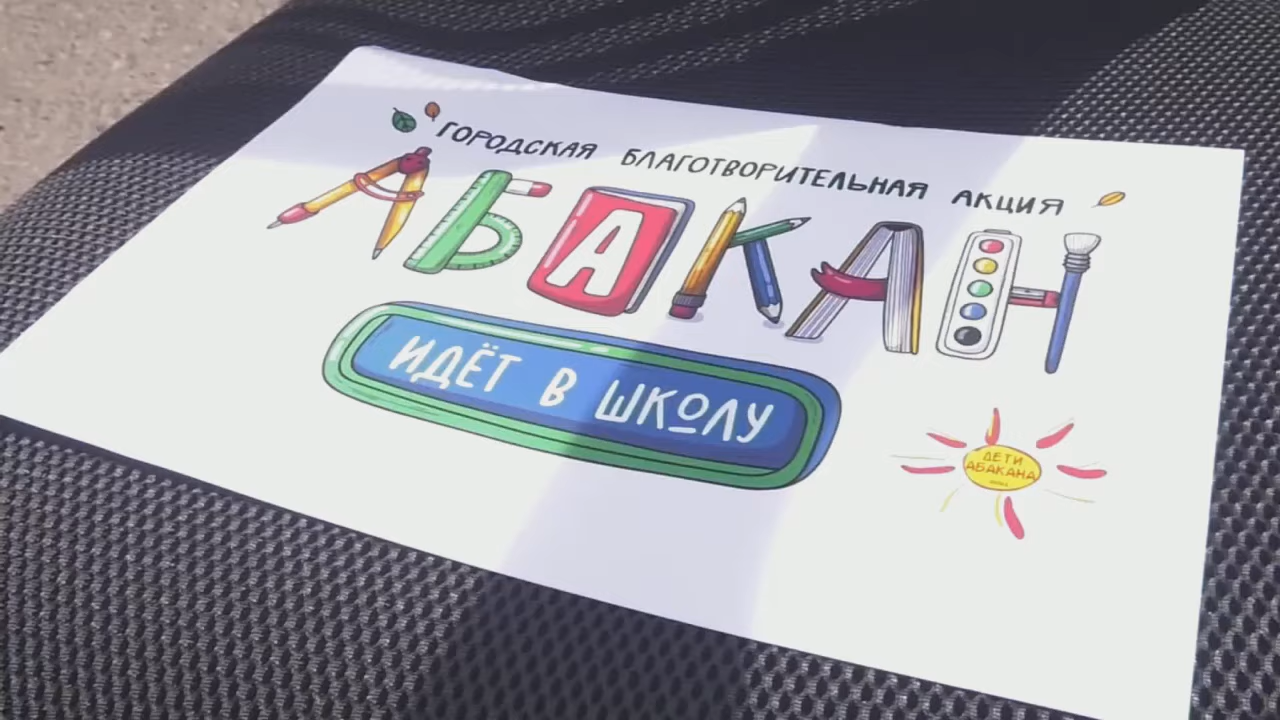 ГОРОДСКАЯ БЛАГОТВОРИТЕЛЬНАЯ АКЦИЯ
АБАКАН
ИДЁТ В ШКОЛУ
ДЕТИ
АБАКАНА